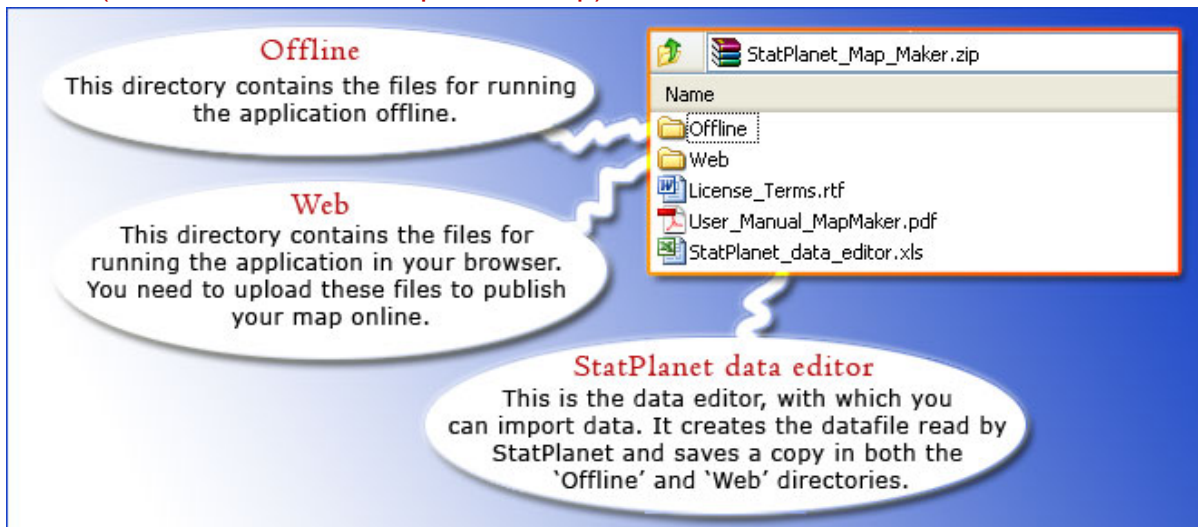 Offline
This directory contains the files for running
the application offline.
Web
This directory contains the files for
running the application in your browser.
You need to upload these files to publish
your map online.
StatPlanet_Map_Maker.zip
Name
Offline
Web
License_Terms.rtf
User_Manual_MapMaker.pdf
StatPlanet_data_editor.xls
StatPlanet data editor
This is the data editor, with which you
can import data. It creates the datafile read by
StatPlanet and saves a copy in both the
‘Offline’ and ‘Web’ directories.